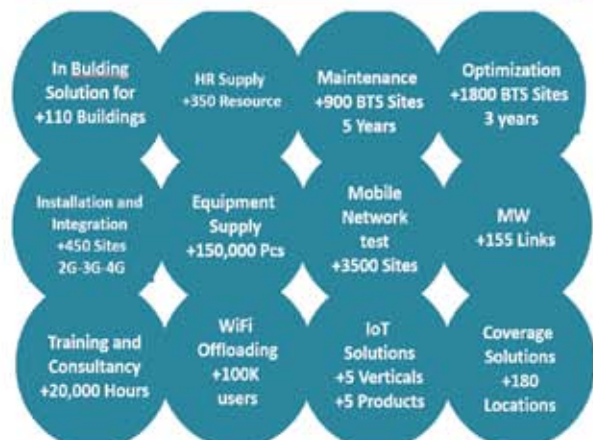 In Bulding
Solution for
+110 Buildings
HR Supply
+350 Resource
Maintenance
+900 BTS Sites
5 Years
Optimization
+1800 BTS Sites
3 years
Installation and
Integration
+450 Sites
2G-3G-4G
Equipment
Supply
+150,000 Pcs
Mobile
Network
test
+3500 Sites
MW
+155 Links
Training and
Consultancy
+20,000 Hours
WiFi
Offloading
+100K
users
IoT
Solutions
+5 Verticals
+5 Products
Coverage
Solutions
+180
Locations